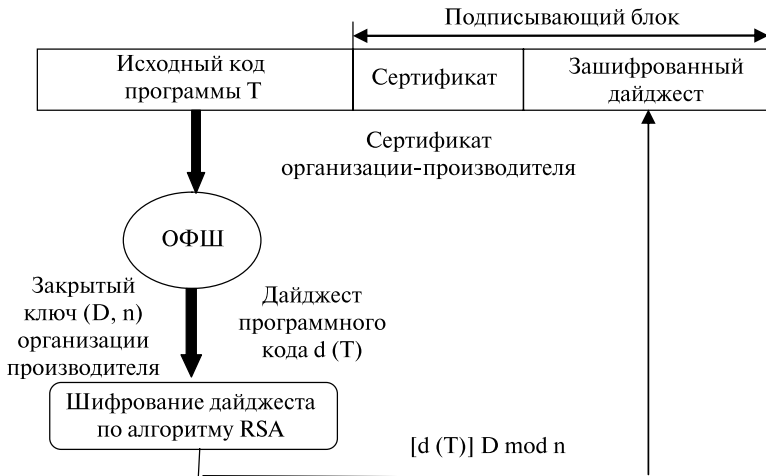 Подписывающий блок
Исходный код
программы T
Сертификат
Зашифрованный
дайджест
Сертификат
организации-производителя
ОФШ
Закрытый
ключ (D, n)
организации
производителя
Дайджест
программного
кода d (T)
Шифрование дайджеста
по алгоритму RSA
[d (T)] D mod n